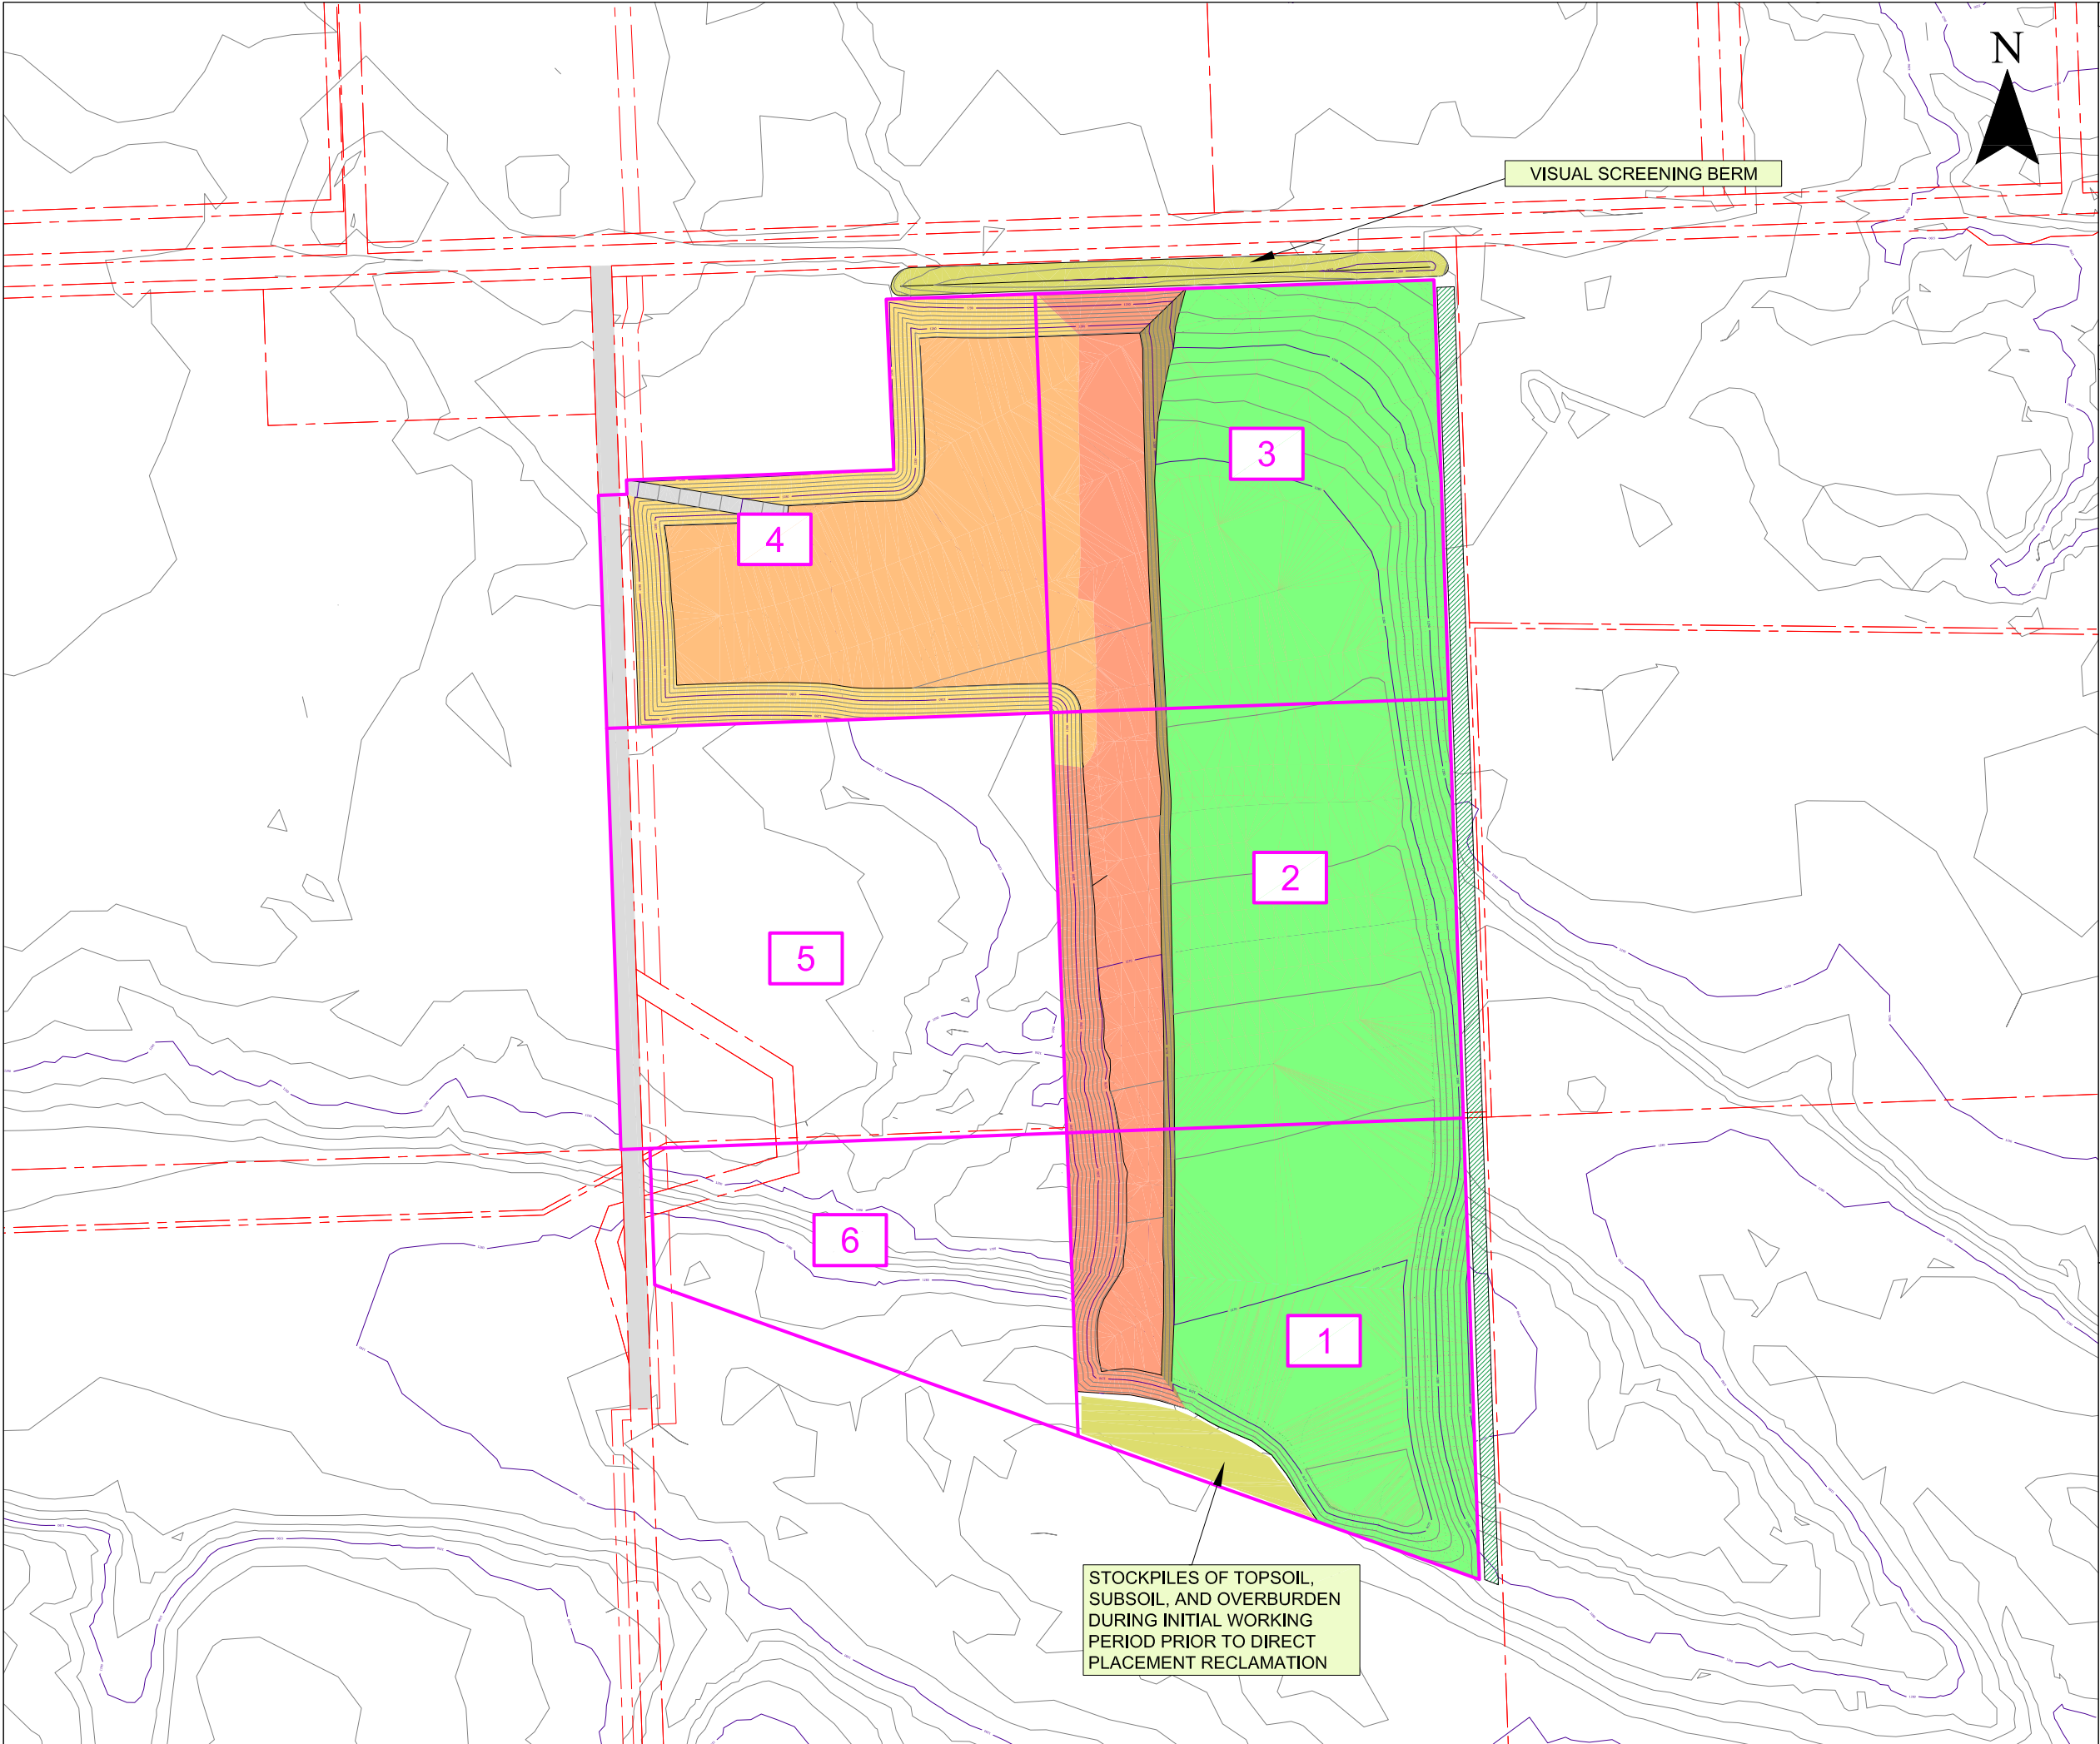 N
VISUAL SCREENING BERM
3
4
2
5
6
1
STOCKPILES OF TOPSOIL,
SUBSOIL, AND OVERBURDEN
DURING INITIAL WORKING
PERIOD PRIOR TO DIRECT
PLACEMENT RECLAMATION